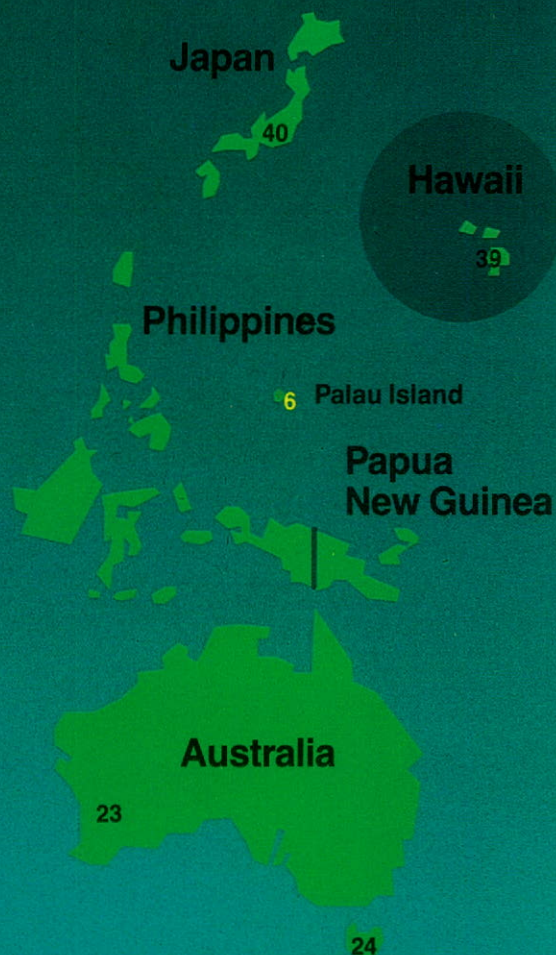 Japan
40
Hawaii
39
Philippines
6 Palau Island
Papua
New Guinea
Australia
23
24